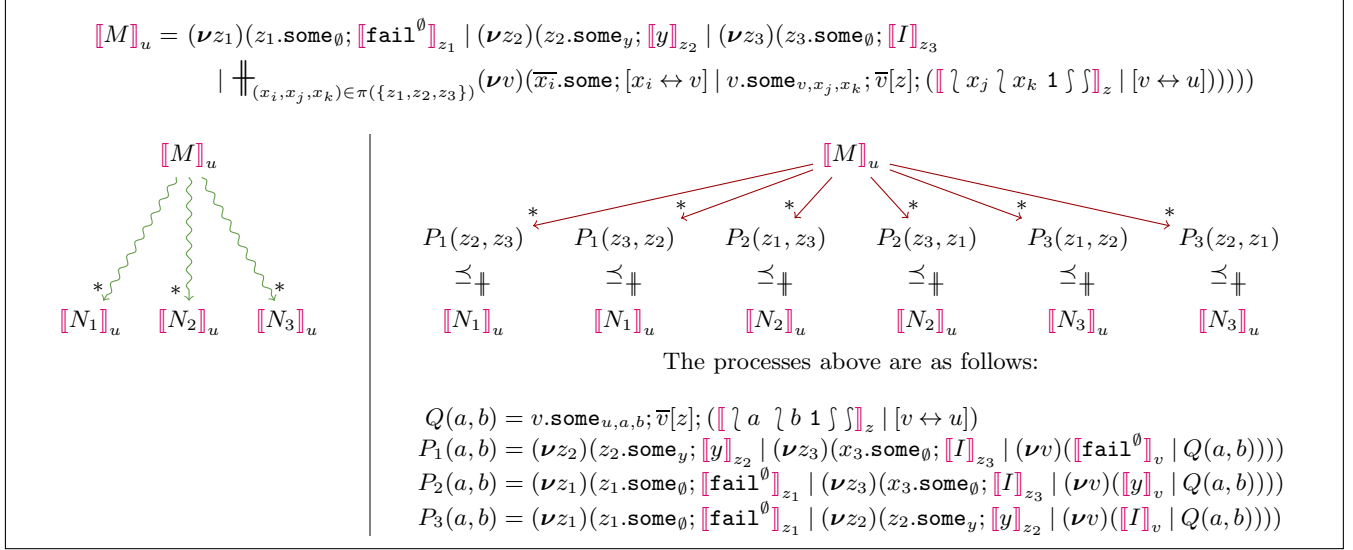 ⟦M⟧_u = (𝝂z_1)(z_1.some_∅; ⟦fail^∅⟧_{z_1} | (𝝂z_2)(z_2.some_y; ⟦y⟧_{z_2} | (𝝂z_3)(z_3.some_∅; ⟦I⟧_{z_3}
| ⧺_{(x_i,x_j,x_k)∈π({z_1,z_2,z_3})}(𝝂v)(\overline{x_i}.some; [x_i ↔ v] | v.some_{v,x_j,x_k}; \overline{v}[z]; (⟦ ≀ x_j ≀ x_k 1 ∫ ∫⟧_z | [v ↔ u])))))
⟦M⟧_u
* * *
⟦N_1⟧_u ⟦N_2⟧_u ⟦N_3⟧_u
⟦M⟧_u
* * * * * *
P_1(z_2, z_3) P_1(z_3, z_2) P_2(z_1, z_3) P_2(z_3, z_1) P_3(z_1, z_2) P_3(z_2, z_1)
⪯_⧺ ⪯_⧺ ⪯_⧺ ⪯_⧺ ⪯_⧺ ⪯_⧺
⟦N_1⟧_u ⟦N_1⟧_u ⟦N_2⟧_u ⟦N_2⟧_u ⟦N_3⟧_u ⟦N_3⟧_u
The processes above are as follows:
Q(a, b) = v.some_{u,a,b}; \overline{v}[z]; (⟦ ≀ a ≀ b 1 ∫ ∫⟧_z | [v ↔ u])
P_1(a, b) = (𝝂z_2)(z_2.some_y; ⟦y⟧_{z_2} | (𝝂z_3)(x_3.some_∅; ⟦I⟧_{z_3} | (𝝂v)(⟦fail^∅⟧_v | Q(a, b))))
P_2(a, b) = (𝝂z_1)(z_1.some_∅; ⟦fail^∅⟧_{z_1} | (𝝂z_3)(x_3.some_∅; ⟦I⟧_{z_3} | (𝝂v)(⟦y⟧_v | Q(a, b))))
P_3(a, b) = (𝝂z_1)(z_1.some_∅; ⟦fail^∅⟧_{z_1} | (𝝂z_2)(z_2.some_y; ⟦y⟧_{z_2} | (𝝂v)(⟦I⟧_v | Q(a, b))))